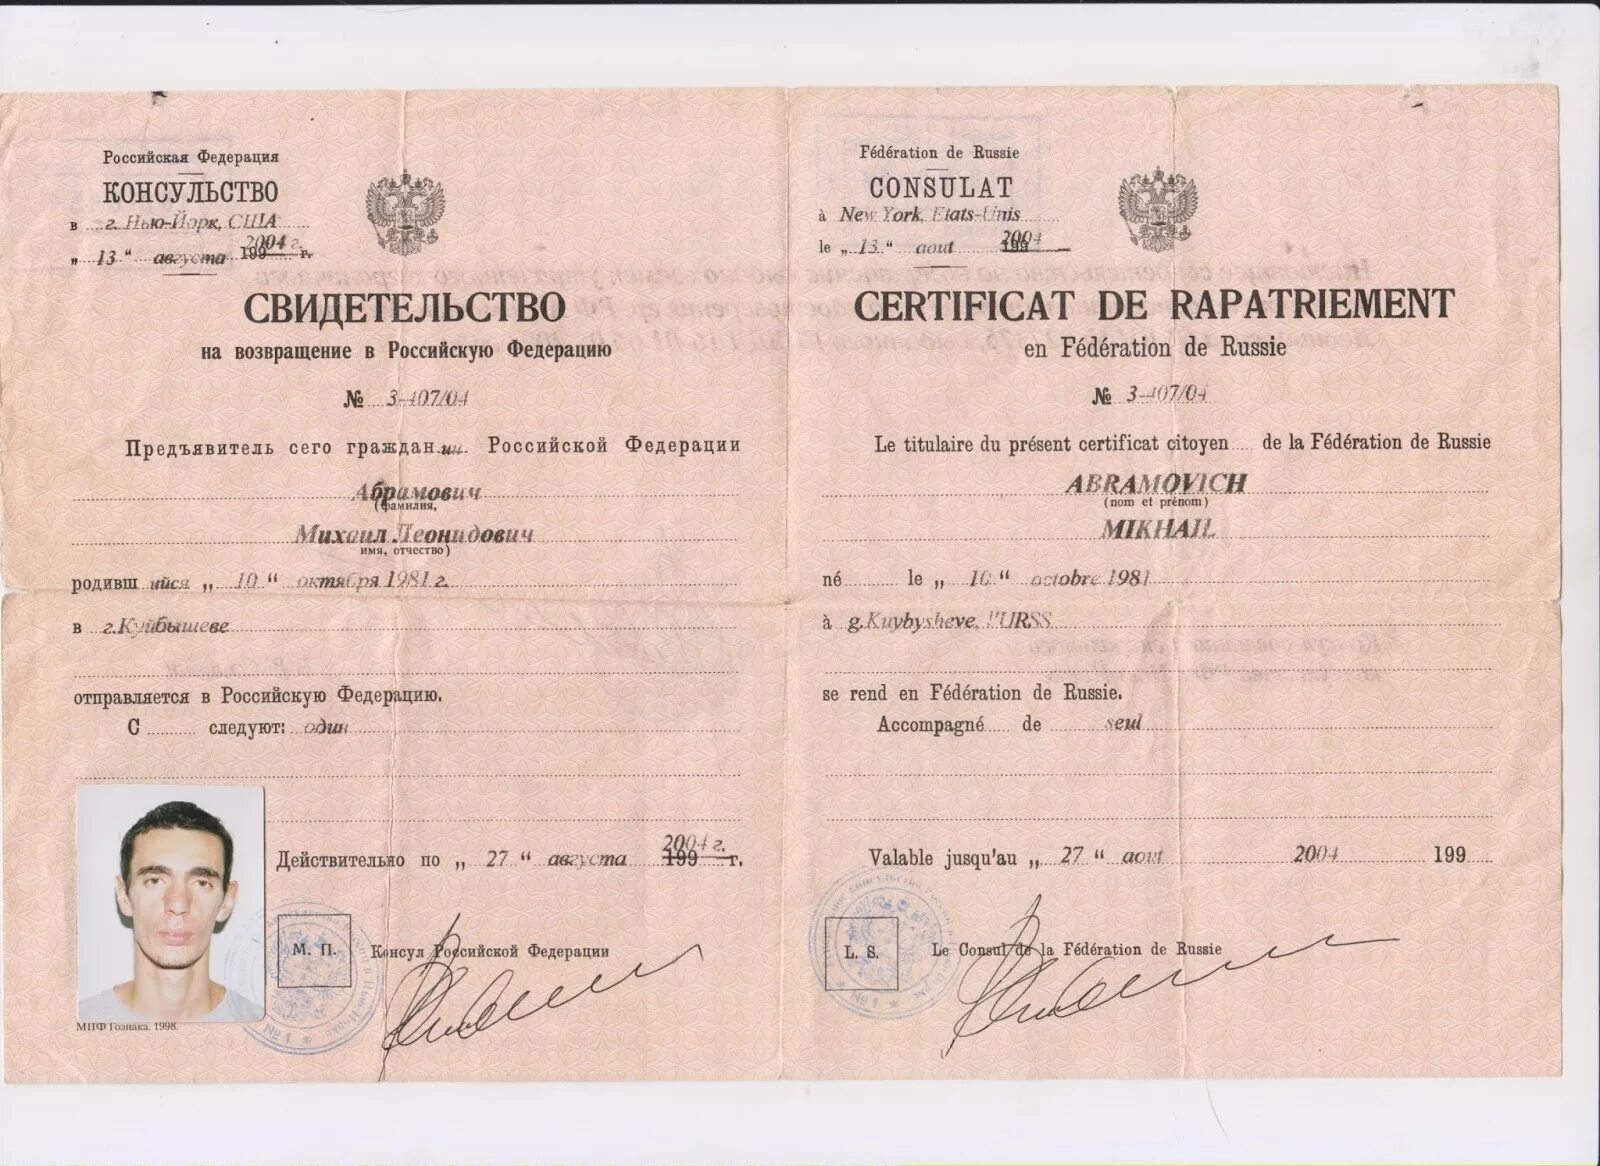 Российская Федерация
КОНСУЛЬСТВО
в г. Нью-Йорк, США
„ 13 “ августа 199 2004 г. г.
СВИДЕТЕЛЬСТВО
на возвращение в Российскую Федерацию
№ 3-407/04
Предъявитель сего граждан ин Российской Федерации
Абрамович
(фамилия,
Михаил Леонидович
имя, отчество)
родивш ийся „ 10 “ октября 1981 г.
в г.Куйбышеве
отправляется в Российскую Федерацию.
С следуют: один
Действительно по „ 27 “ августа 199 2004 г. г.
М. П. Консул Российской Федерации
МПФ Гознака. 1998.
Fédération de Russie
CONSULAT
à New York, Etats-Unis
le „ 13 “ aout 199 2004
CERTIFICAT DE RAPATRIEMENT
en Fédération de Russie
№ 3-407/04
Le titulaire du présent certificat citoyen de la Fédération de Russie
ABRAMOVICH
(nom et prénom)
MIKHAIL
né le „ 10 “ octobre 1981
à g.Kuybysheve, l'URSS
se rend en Fédération de Russie.
Accompagné de seul
Valable jusqu'au „ 27 “ aout 2004 199
L. S. Le Consul de la Fédération de Russie